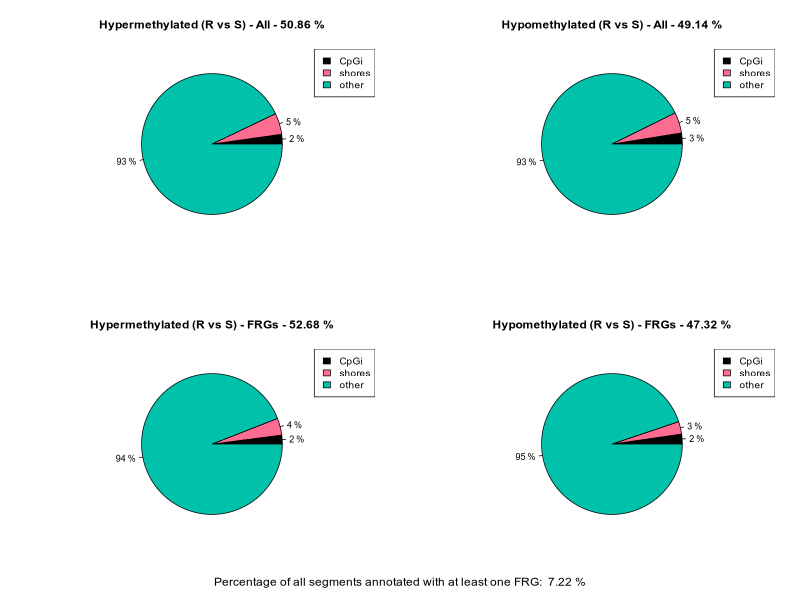 Hypermethylated (R vs S) - All - 50.86 %
CpGi
shores
other
5 %
2 %
93 %
Hypomethylated (R vs S) - All - 49.14 %
CpGi
shores
other
5 %
3 %
93 %
Hypermethylated (R vs S) - FRGs - 52.68 %
CpGi
shores
other
4 %
2 %
94 %
Hypomethylated (R vs S) - FRGs - 47.32 %
CpGi
shores
other
3 %
2 %
95 %
Percentage of all segments annotated with at least one FRG: 7.22 %